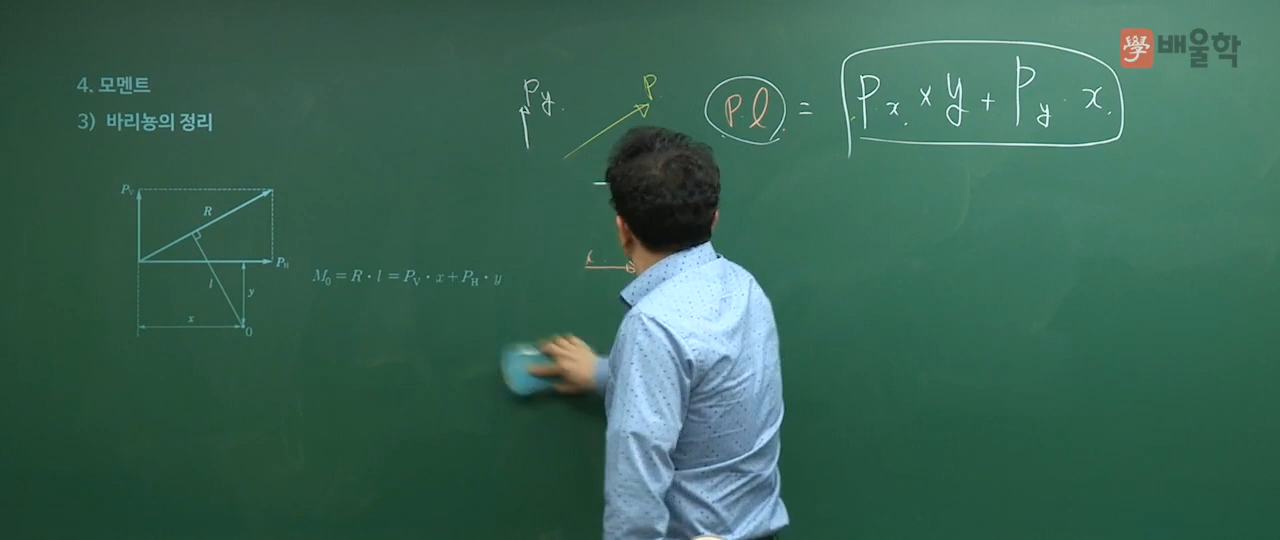 學배울학
4. 모멘트
3) 바리뇽의 정리
Py.
P.
P.l = Px. × y + Py · x.
Pv
R
PH
l
y
x
0
M0 = R · l = Pv · x + PH · y